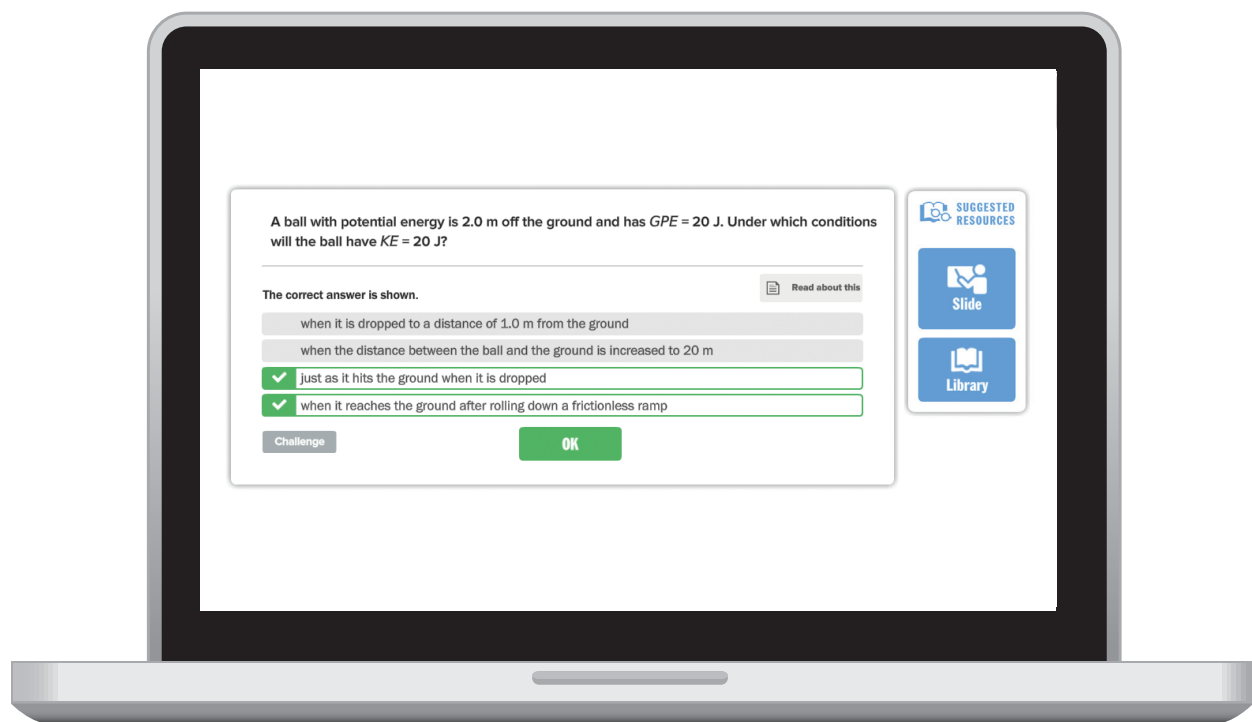 A ball with potential energy is 2.0 m off the ground and has GPE = 20 J. Under which conditions
will the ball have KE = 20 J?
The correct answer is shown.
Read about this
when it is dropped to a distance of 1.0 m from the ground
when the distance between the ball and the ground is increased to 20 m
just as it hits the ground when it is dropped
when it reaches the ground after rolling down a frictionless ramp
Challenge
OK
SUGGESTED
RESOURCES
Slide
Library